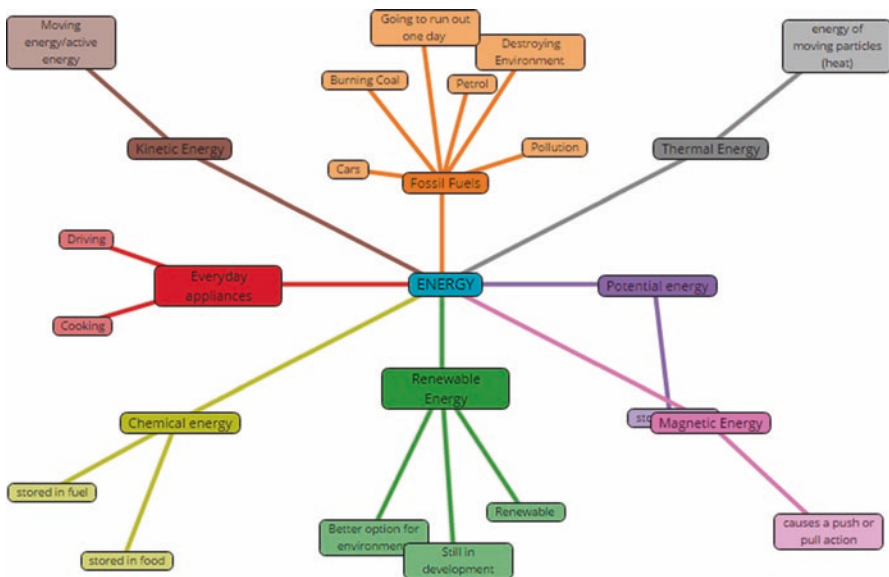 Moving
energy/active
energy
Going to run out
one day
Destroying
Environment
energy of
moving particles
(heat)
Burning Coal
Petrol
Kinetic Energy
Pollution
Thermal Energy
Cars
Fossil Fuels
Driving
Everyday
appliances
ENERGY
Potential energy
Cooking
Renewable
Energy
Chemical energy
Magnetic Energy
stored in fuel
Renewable
Better option for
environment
Still in
development
causes a push or
pull action
stored in food